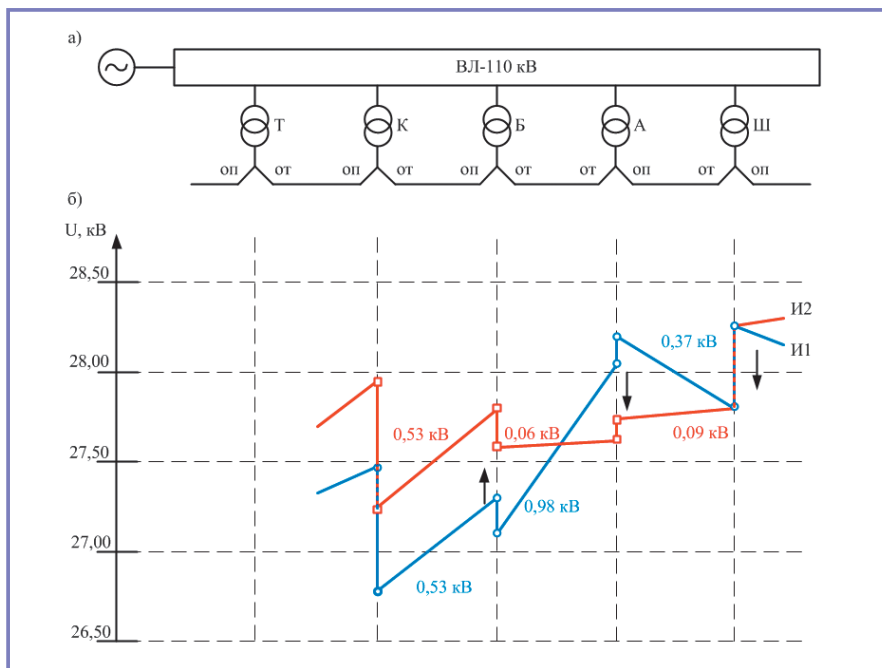 а)
ВЛ-110 кВ
Т
К
Б
А
Ш
оп
от
оп
от
оп
от
от
оп
от
оп
б)
U, кВ
28,50
28,00
27,50
27,00
26,50
И2
И1
0,37 кВ
0,53 кВ
0,06 кВ
0,09 кВ
0,98 кВ
0,53 кВ